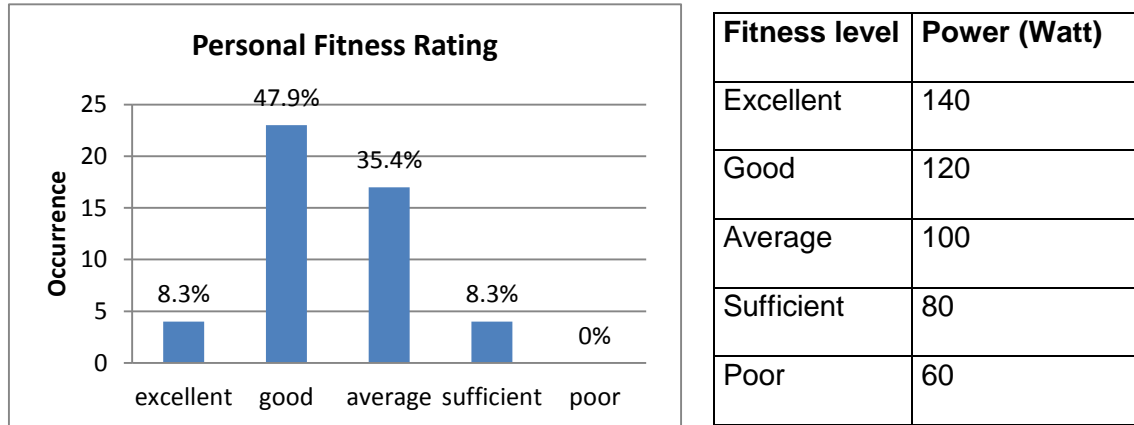 Personal Fitness Rating
25
20
15
10
5
0
Occurrence
47.9%
35.4%
8.3%
8.3%
0%
excellent good average sufficient poor
Fitness level Power (Watt)
Excellent 140
Good 120
Average 100
Sufficient 80
Poor 60